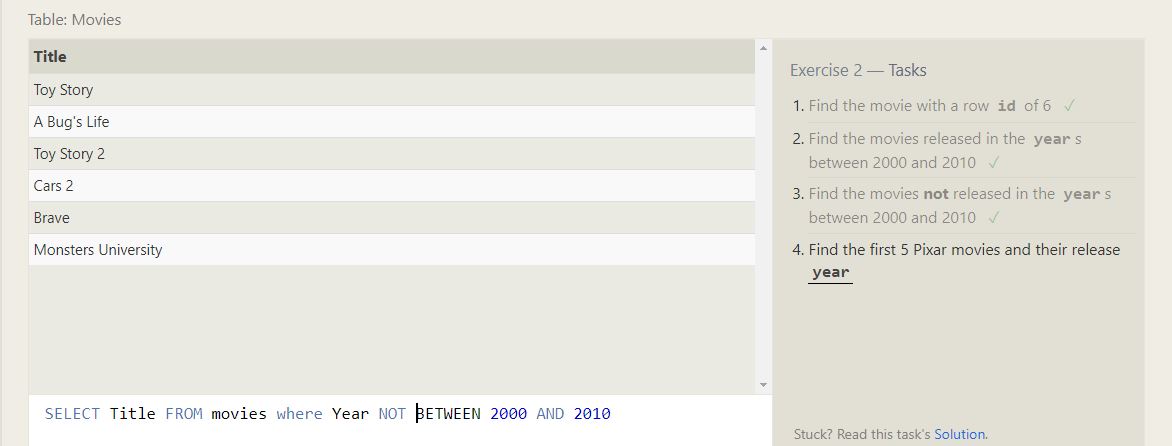 Table: Movies
Title
Toy Story
A Bug's Life
Toy Story 2
Cars 2
Brave
Monsters University
SELECT Title FROM movies where Year NOT BETWEEN 2000 AND 2010
Exercise 2 — Tasks
1. Find the movie with a row id of 6 ✓
2. Find the movies released in the year s
between 2000 and 2010 ✓
3. Find the movies not released in the year s
between 2000 and 2010 ✓
4. Find the first 5 Pixar movies and their release
year
Stuck? Read this task's Solution.